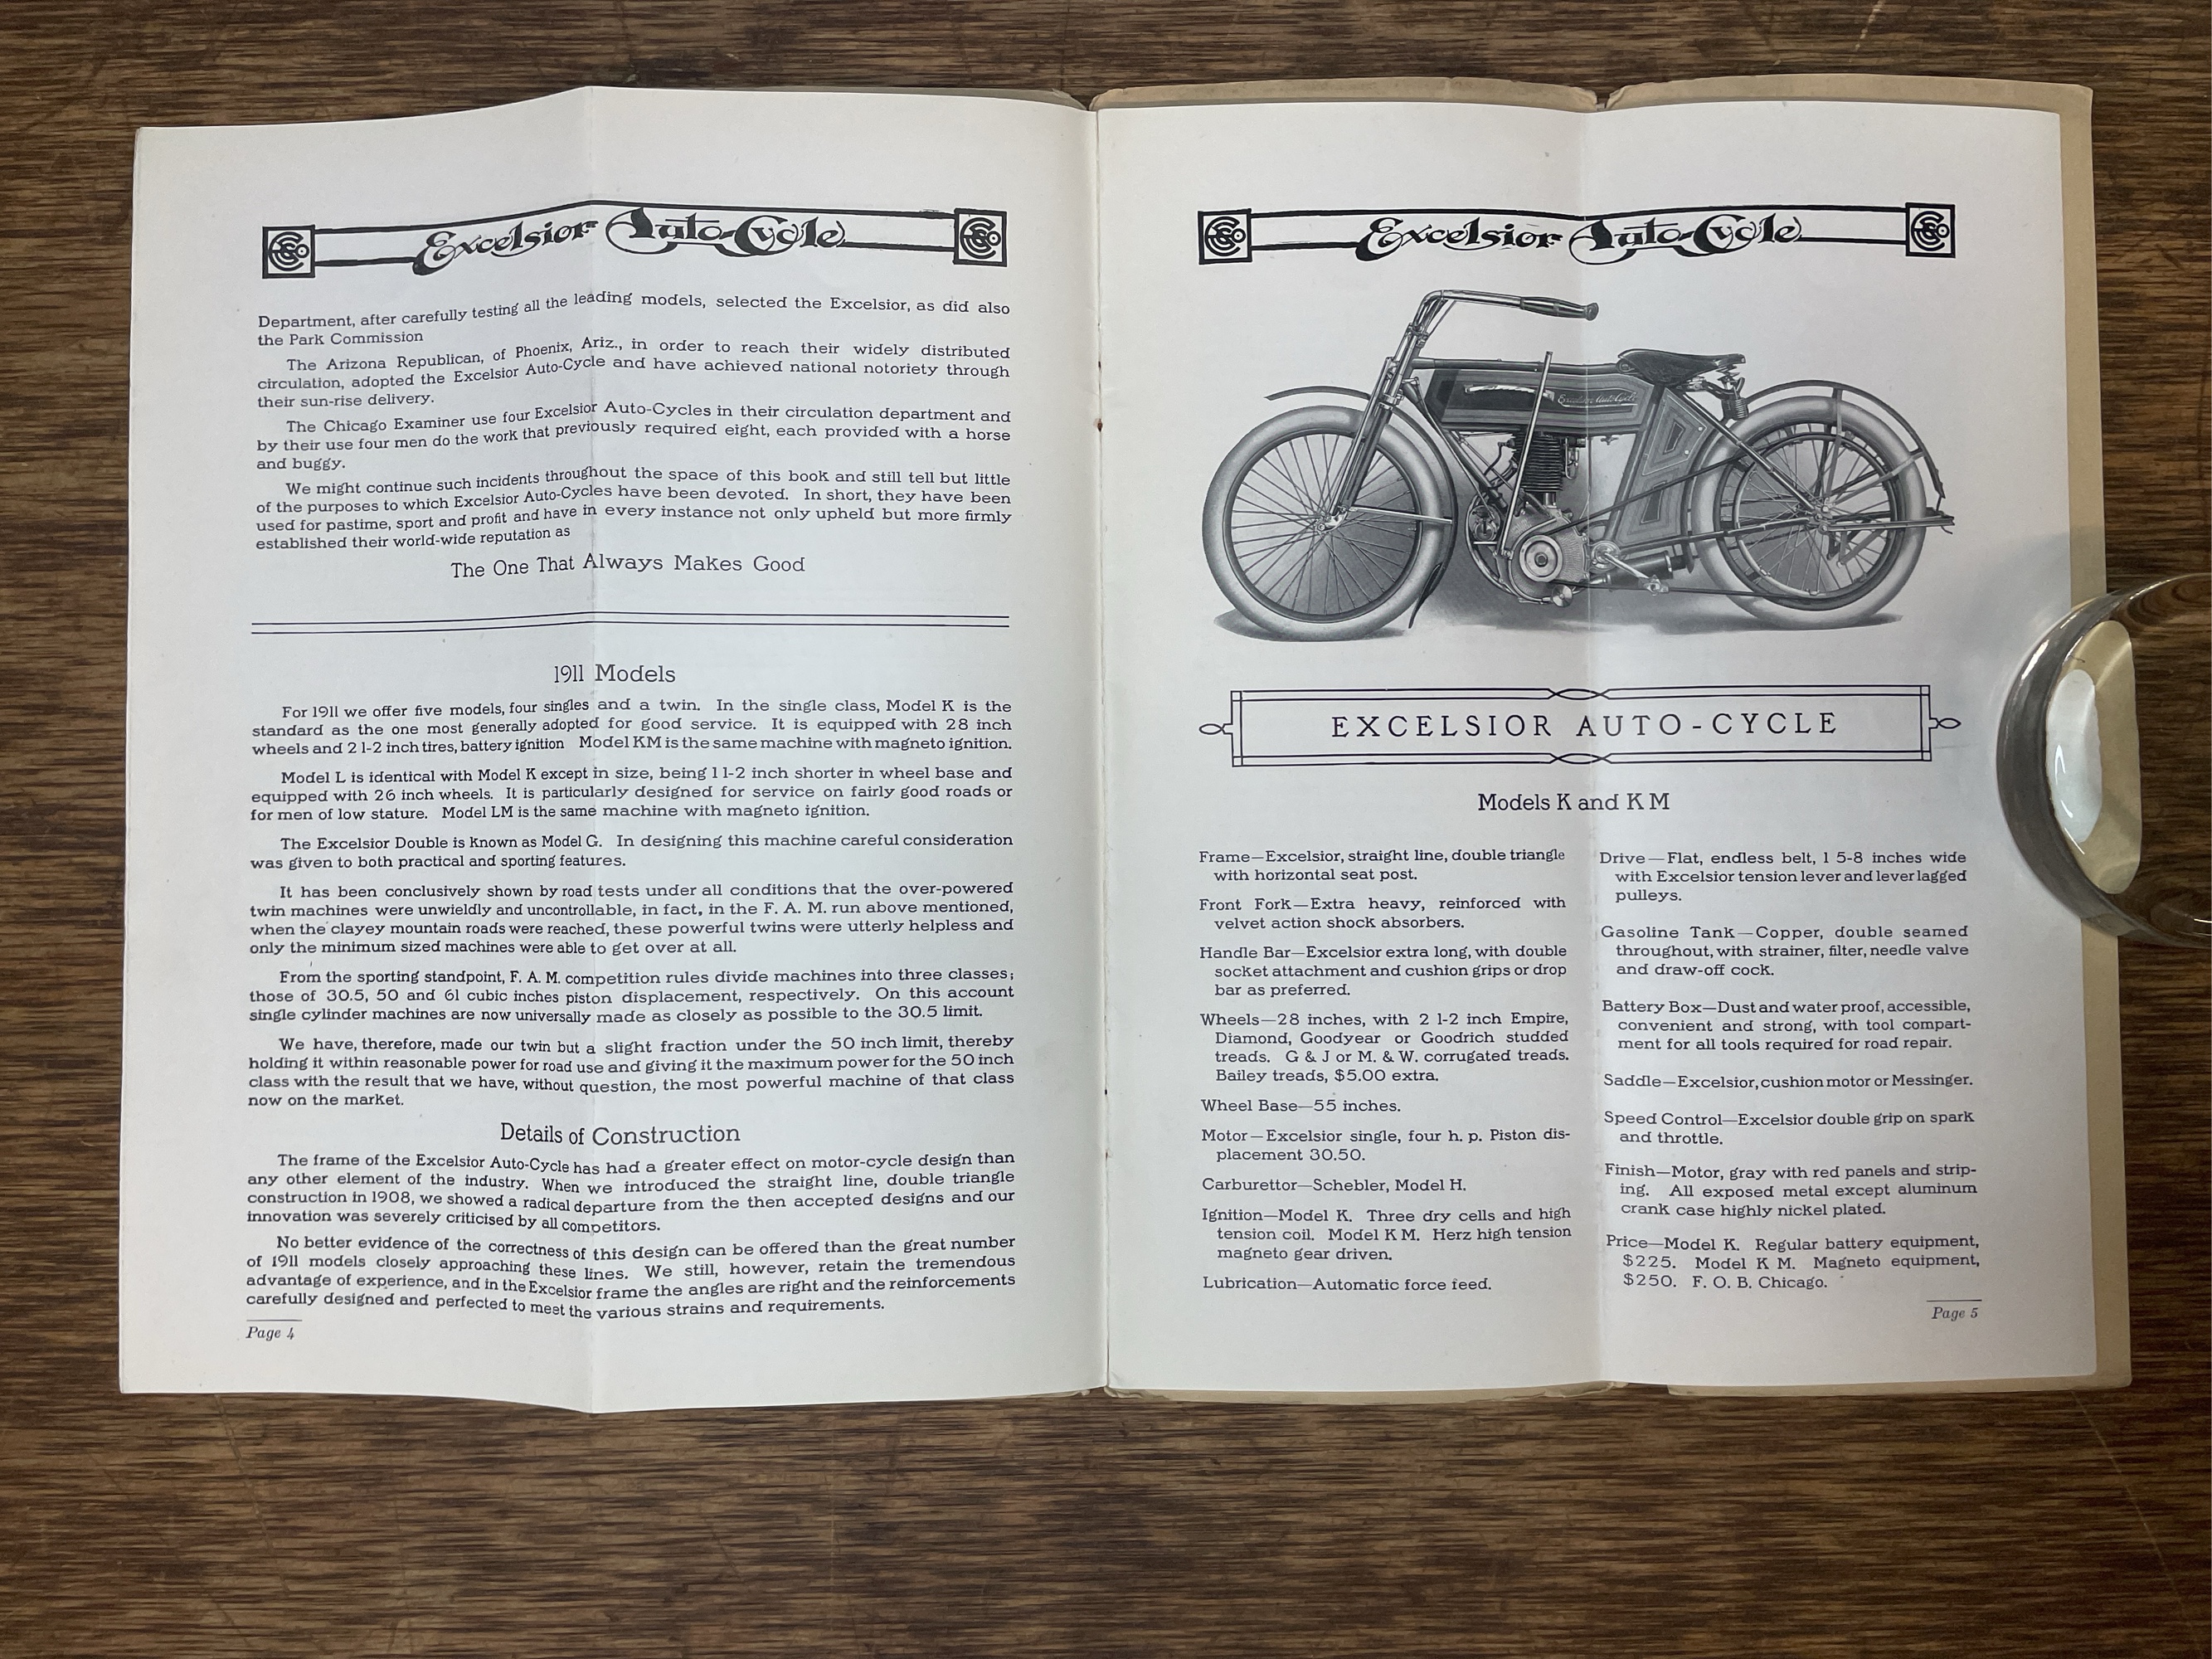 Excelsior Auto-Cycle
Department, after carefully testing all the leading models, selected the Excelsior, as did also
the Park Commission
The Arizona Republican, of Phoenix, Ariz., in order to reach their widely distributed
circulation, adopted the Excelsior Auto-Cycle and have achieved national notoriety through
their sun-rise delivery.
The Chicago Examiner use four Excelsior Auto-Cycles in their circulation department and
by their use four men do the work that previously required eight, each provided with a horse
and buggy.
We might continue such incidents throughout the space of this book and still tell but little
of the purposes to which Excelsior Auto-Cycles have been devoted. In short, they have been
used for pastime, sport and profit and have in every instance not only upheld but more firmly
established their world-wide reputation as
The One That Always Makes Good
1911 Models
For 1911 we offer five models, four singles and a twin. In the single class, Model K is the
standard as the one most generally adopted for good service. It is equipped with 28 inch
wheels and 2 1-2 inch tires, battery ignition Model KM is the same machine with magneto ignition.
Model L is identical with Model K except in size, being 1 1-2 inch shorter in wheel base and
equipped with 26 inch wheels. It is particularly designed for service on fairly good roads or
for men of low stature. Model LM is the same machine with magneto ignition.
The Excelsior Double is known as Model G. In designing this machine careful consideration
was given to both practical and sporting features.
It has been conclusively shown by road tests under all conditions that the over-powered
twin machines were unwieldly and uncontrollable, in fact, in the F. A. M. run above mentioned,
when the clayey mountain roads were reached, these powerful twins were utterly helpless and
only the minimum sized machines were able to get over at all.
From the sporting standpoint, F. A. M. competition rules divide machines into three classes;
those of 30.5, 50 and 61 cubic inches piston displacement, respectively. On this account
single cylinder machines are now universally made as closely as possible to the 30.5 limit.
We have, therefore, made our twin but a slight fraction under the 50 inch limit, thereby
holding it within reasonable power for road use and giving it the maximum power for the 50 inch
class with the result that we have, without question, the most powerful machine of that class
now on the market.
Details of Construction
The frame of the Excelsior Auto-Cycle has had a greater effect on motor-cycle design than
any other element of the industry. When we introduced the straight line, double triangle
construction in 1908, we showed a radical departure from the then accepted designs and our
innovation was severely criticised by all competitors.
No better evidence of the correctness of this design can be offered than the great number
of 1911 models closely approaching these lines. We still, however, retain the tremendous
advantage of experience, and in the Excelsior frame the angles are right and the reinforcements
carefully designed and perfected to meet the various strains and requirements.
Page 4
Excelsior Auto-Cycle
Excelsior Auto-Cycle
EXCELSIOR AUTO-CYCLE
Models K and K M
Frame—Excelsior, straight line, double triangle
with horizontal seat post.
Front Fork—Extra heavy, reinforced with
velvet action shock absorbers.
Handle Bar—Excelsior extra long, with double
socket attachment and cushion grips or drop
bar as preferred.
Wheels—28 inches, with 2 1-2 inch Empire,
Diamond, Goodyear or Goodrich studded
treads. G & J or M. & W. corrugated treads.
Bailey treads, $5.00 extra.
Wheel Base—55 inches.
Motor—Excelsior single, four h. p. Piston dis-
placement 30.50.
Carburettor—Schebler, Model H.
Ignition—Model K. Three dry cells and high
tension coil. Model K M. Herz high tension
magneto gear driven.
Lubrication—Automatic force feed.
Drive—Flat, endless belt, 1 5-8 inches wide
with Excelsior tension lever and lever lagged
pulleys.
Gasoline Tank—Copper, double seamed
throughout, with strainer, filter, needle valve
and draw-off cock.
Battery Box—Dust and water proof, accessible,
convenient and strong, with tool compart-
ment for all tools required for road repair.
Saddle—Excelsior, cushion motor or Messinger.
Speed Control—Excelsior double grip on spark
and throttle.
Finish—Motor, gray with red panels and strip-
ing. All exposed metal except aluminum
crank case highly nickel plated.
Price—Model K. Regular battery equipment,
$225. Model K M. Magneto equipment,
$250. F. O. B. Chicago.
Page 5